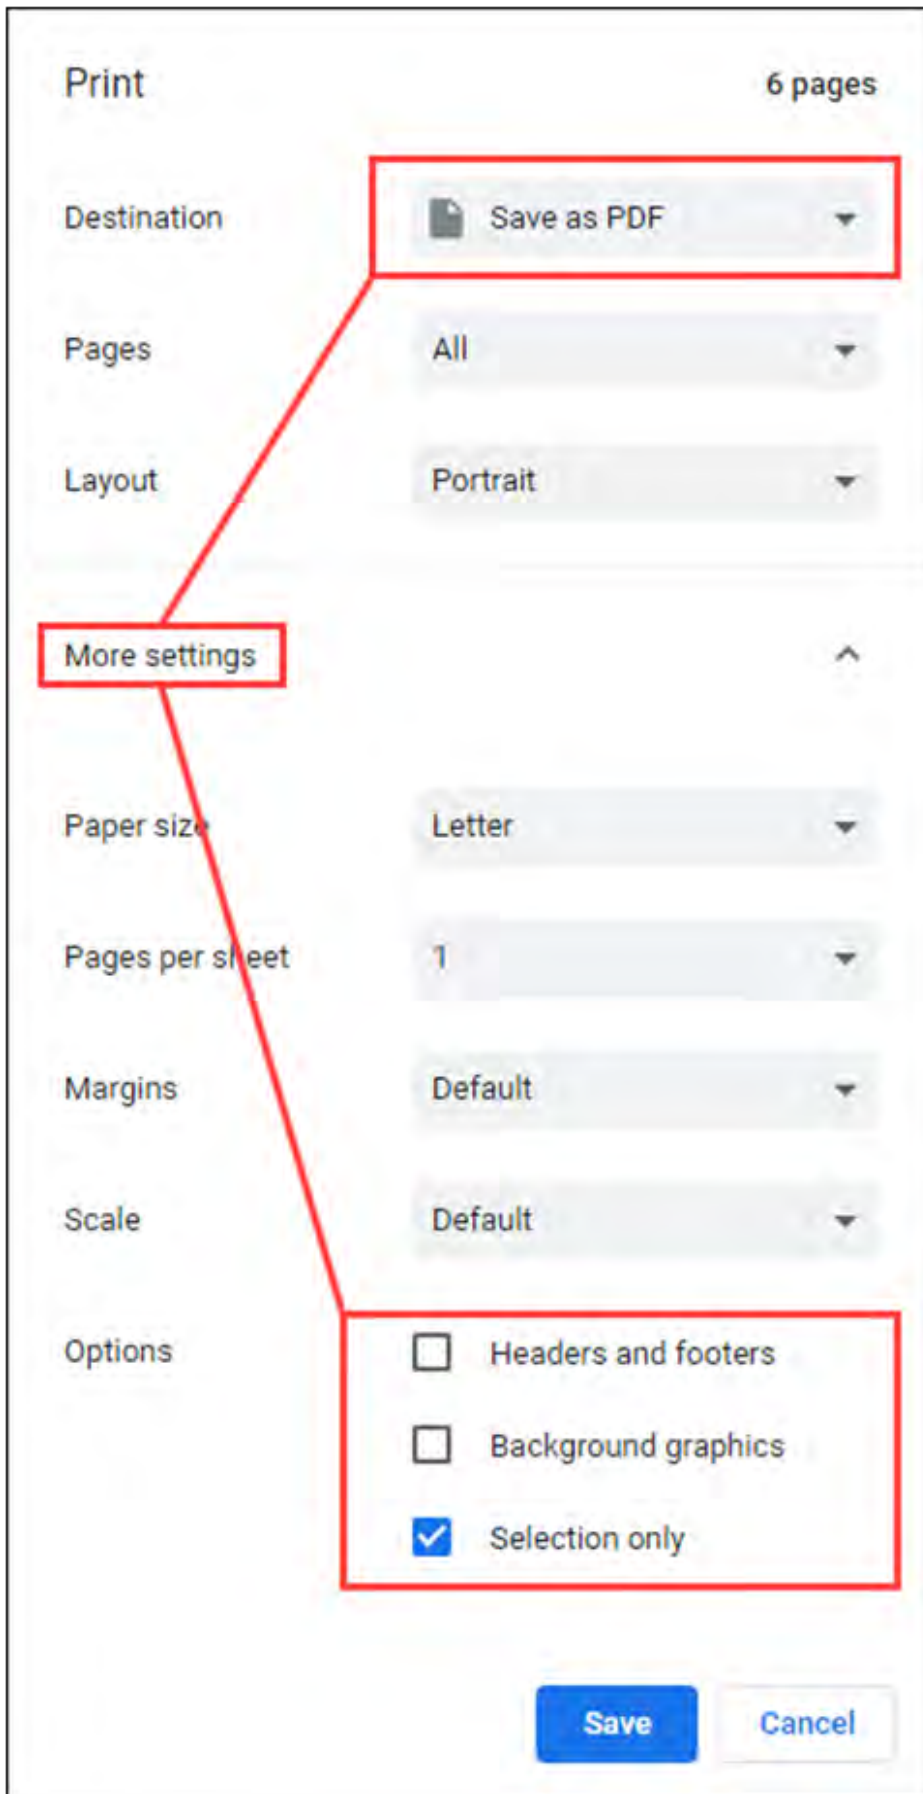 Print 6 pages
Destination Save as PDF
Pages All
Layout Portrait
More settings
Paper size Letter
Pages per sheet 1
Margins Default
Scale Default
Options Headers and footers
Background graphics
Selection only
Save Cancel